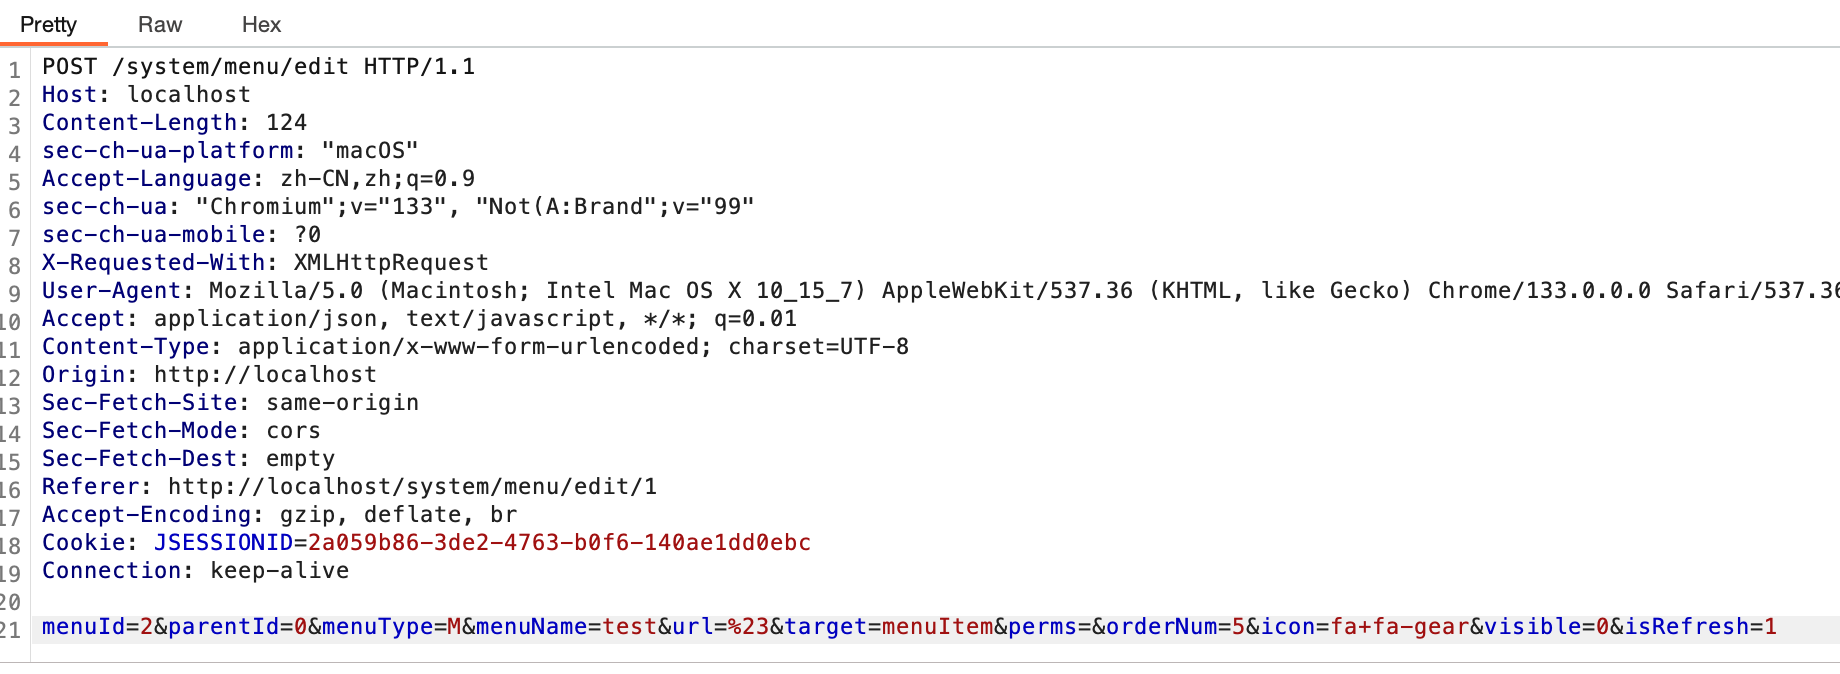 Pretty Raw Hex
1 POST /system/menu/edit HTTP/1.1
2 Host: localhost
3 Content-Length: 124
4 sec-ch-ua-platform: "macOS"
5 Accept-Language: zh-CN,zh;q=0.9
6 sec-ch-ua: "Chromium";v="133", "Not(A:Brand";v="99"
7 sec-ch-ua-mobile: ?0
8 X-Requested-With: XMLHttpRequest
9 User-Agent: Mozilla/5.0 (Macintosh; Intel Mac OS X 10_15_7) AppleWebKit/537.36 (KHTML, like Gecko) Chrome/133.0.0.0 Safari/537.36
10 Accept: application/json, text/javascript, */*; q=0.01
11 Content-Type: application/x-www-form-urlencoded; charset=UTF-8
12 Origin: http://localhost
13 Sec-Fetch-Site: same-origin
14 Sec-Fetch-Mode: cors
15 Sec-Fetch-Dest: empty
16 Referer: http://localhost/system/menu/edit/1
17 Accept-Encoding: gzip, deflate, br
18 Cookie: JSESSIONID=2a059b86-3de2-4763-b0f6-140ae1dd0ebc
19 Connection: keep-alive
20
21 menuId=2&parentId=0&menuType=M&menuName=test&url=%23&target=menuItem&perms=&orderNum=5&icon=fa+fa-gear&visible=0&isRefresh=1